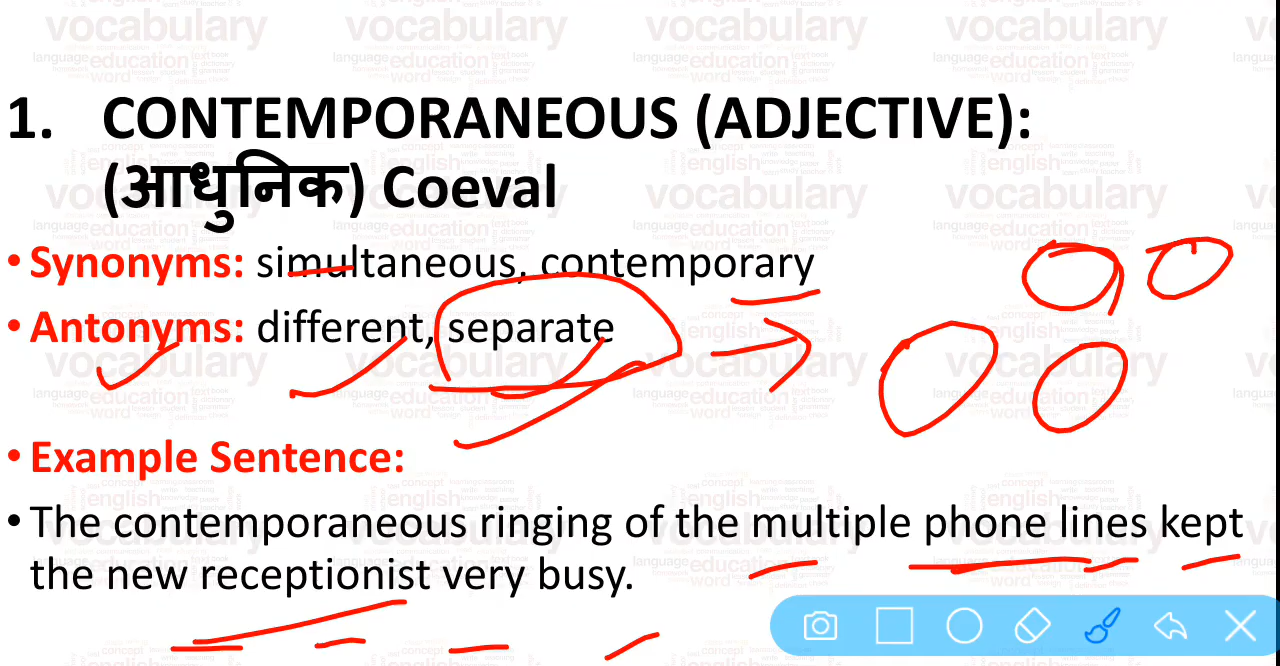 1. CONTEMPORANEOUS (ADJECTIVE):
(आधुनिक) Coeval
• Synonyms: simultaneous, contemporary
• Antonyms: different, separate
• Example Sentence:
• The contemporaneous ringing of the multiple phone lines kept
the new receptionist very busy.